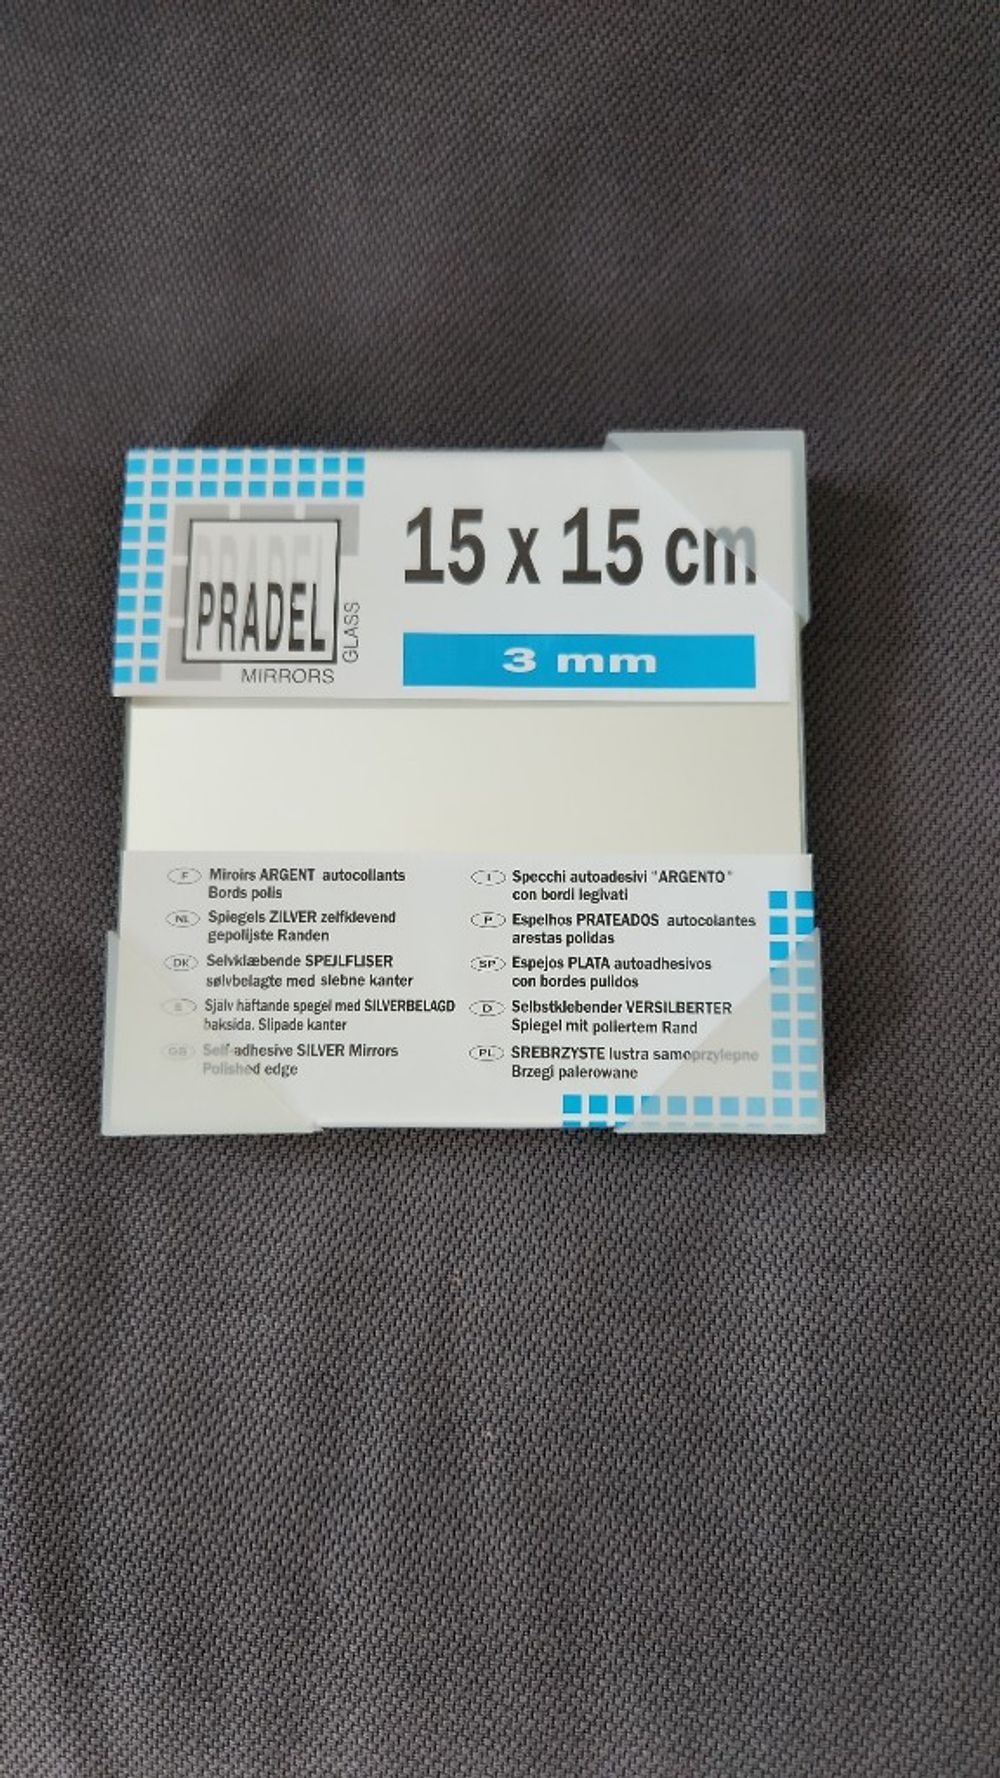 15 x 15 cm
PRADEL
GLASS
MIRRORS
3 mm
F Miroirs ARGENT autocollants
Bords polis
NL Spiegels ZILVER zelfklevend
gepolijste Randen
DK Selvklæbende SPEJLFLISER
sølvbelagte med slebne kanter
S Själv häftande spegel med SILVERBELAGD
baksida. Slipade kanter
GB Self-adhesive SILVER Mirrors
Polished edge
I Specchi autoadesivi "ARGENTO"
con bordi legivati
P Espelhos PRATEADOS autocolantes
arestas polidas
SP Espejos PLATA autoadhesivos
con bordes pulidos
D Selbstklebender VERSILBERTER
Spiegel mit poliertem Rand
PL SREBRZYSTE lustra samoprzylepne
Brzegi palerowane